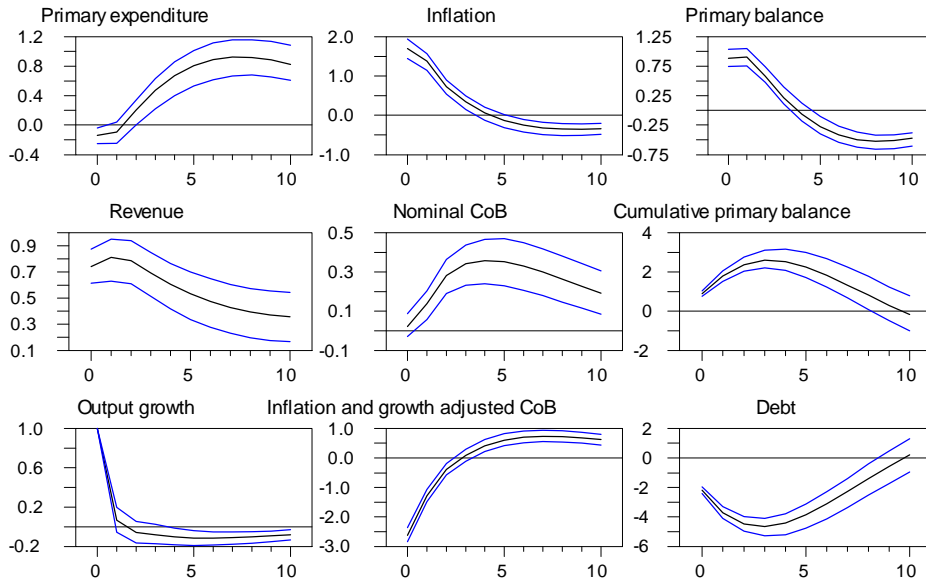 Primary expenditure
1.2
0.8
0.4
0.0
-0.4
0 5 10
Inflation
2.0
1.0
0.0
-1.0
0 5 10
Primary balance
1.25
0.75
0.25
-0.25
-0.75
0 5 10
Revenue
0.9
0.7
0.5
0.3
0.1
0 5 10
Nominal CoB
0.5
0.3
0.1
-0.1
0 5 10
Cumulative primary balance
4
2
0
-2
0 5 10
Output growth
1.0
0.6
0.2
-0.2
0 5 10
Inflation and growth adjusted CoB
1.0
0.0
-1.0
-2.0
-3.0
0 5 10
Debt
2
0
-2
-4
-6
0 5 10